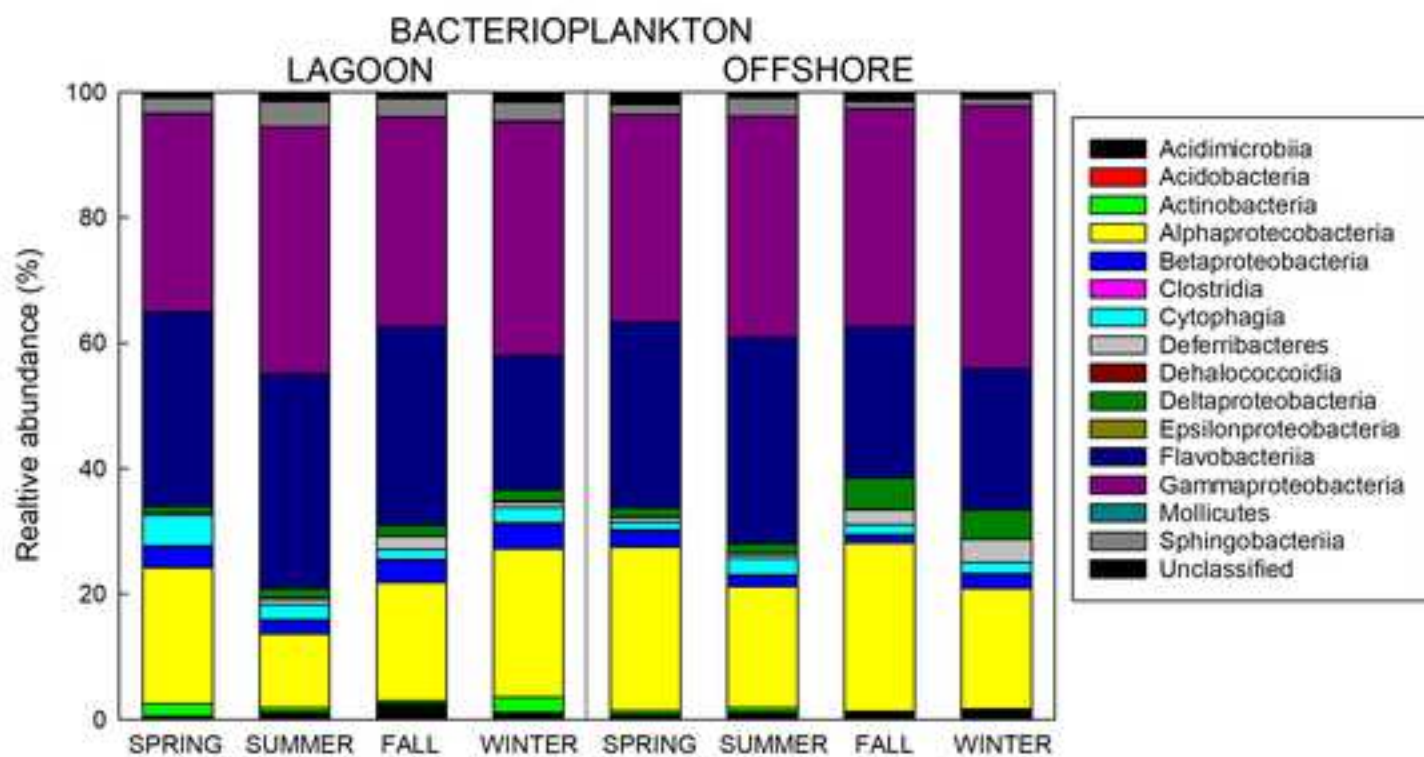 BACTERIOPLANKTON
LAGOON OFFSHORE
100
80
60
40
20
0
Realtive abundance (%)
SPRING SUMMER FALL WINTER SPRING SUMMER FALL WINTER
Acidimicrobiia
Acidobacteria
Actinobacteria
Alphaprotecobacteria
Betaproteobacteria
Clostridia
Cytophagia
Deferribacteres
Dehalococcoidia
Deltaproteobacteria
Epsilonproteobacteria
Flavobacteriia
Gammaproteobacteria
Mollicutes
Sphingobacteriia
Unclassified